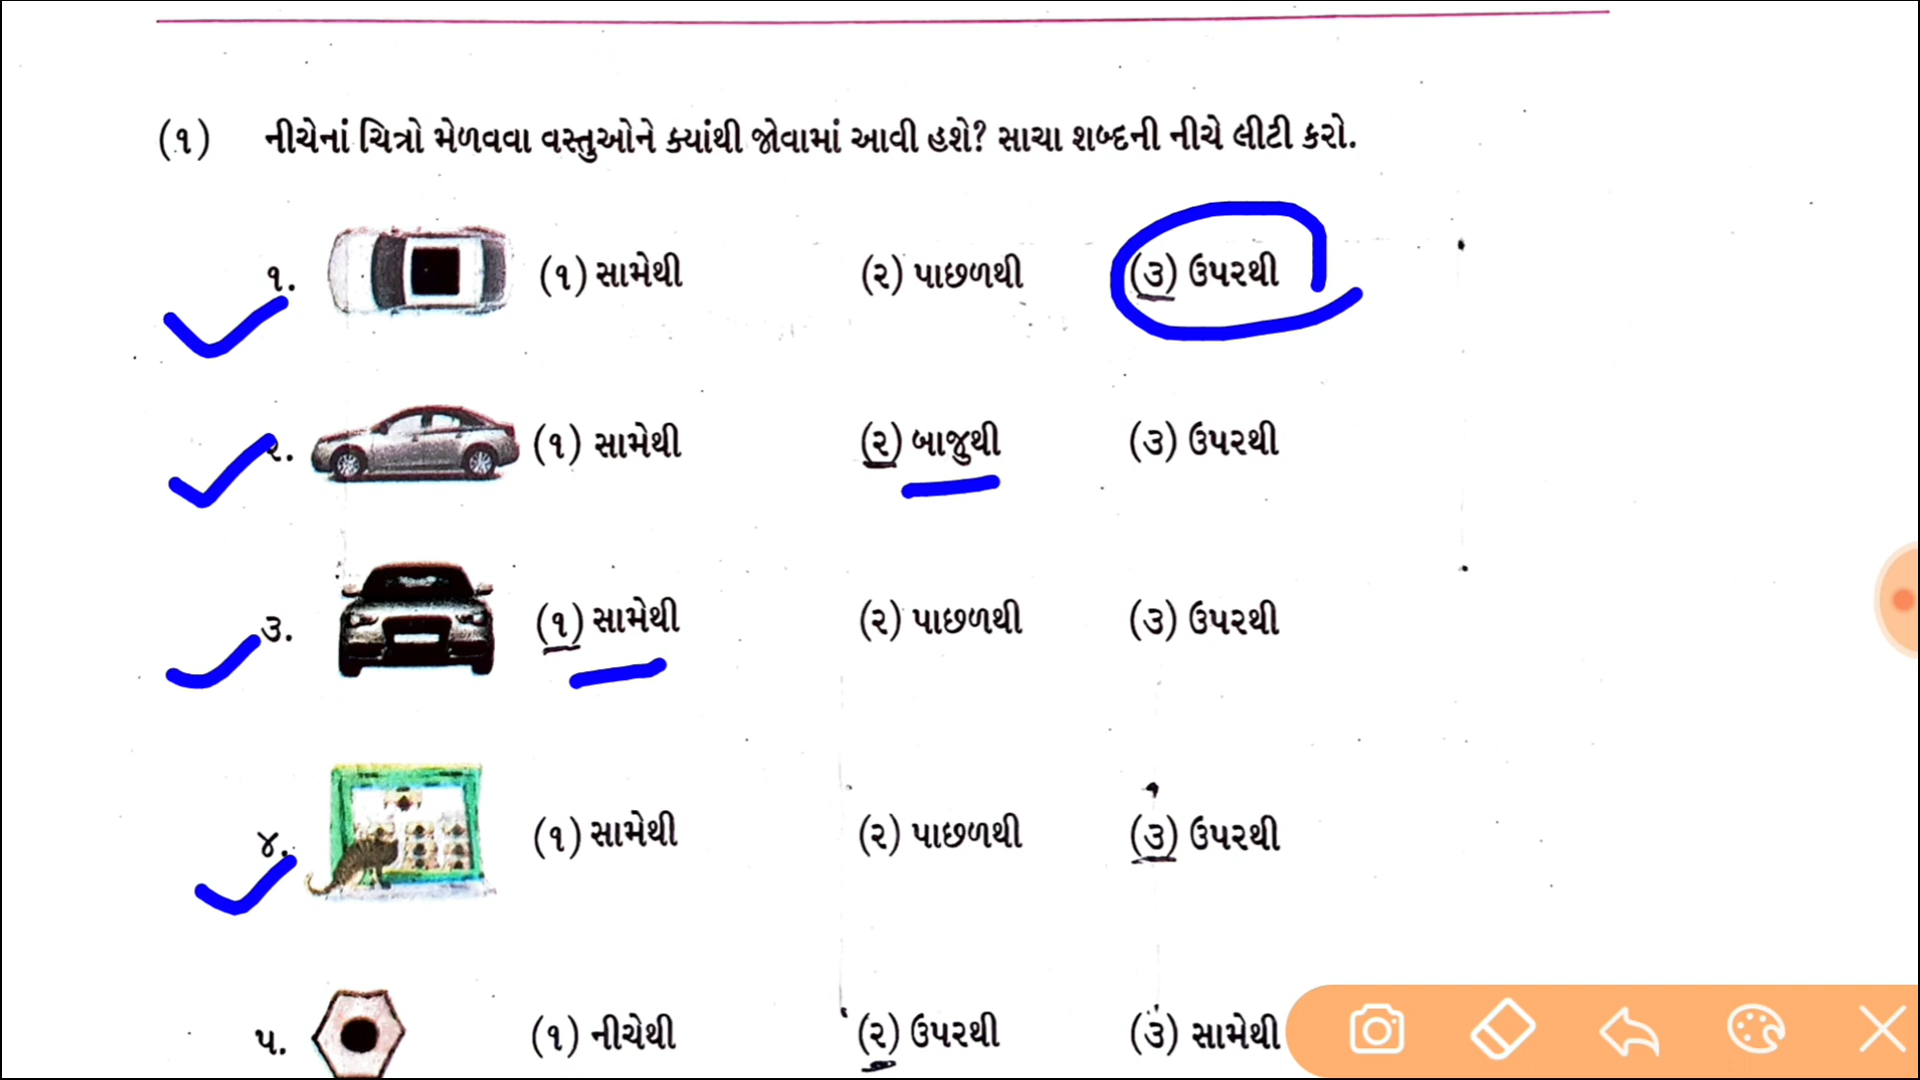 (૧) નીચેનાં ચિત્રો મેળવવા વસ્તુઓને ક્યાંથી જોવામાં આવી હશે? સાચા શબ્દની નીચે લીટી કરો.
૧. (૧) સામેથી (૨) પાછળથી (૩) ઉપરથી
૨. (૧) સામેથી (૨) બાજુથી (૩) ઉપરથી
૩. (૧) સામેથી (૨) પાછળથી (૩) ઉપરથી
૪. (૧) સામેથી (૨) પાછળથી (૩) ઉપરથી
૫. (૧) નીચેથી (૨) ઉપરથી (૩) સામેથી